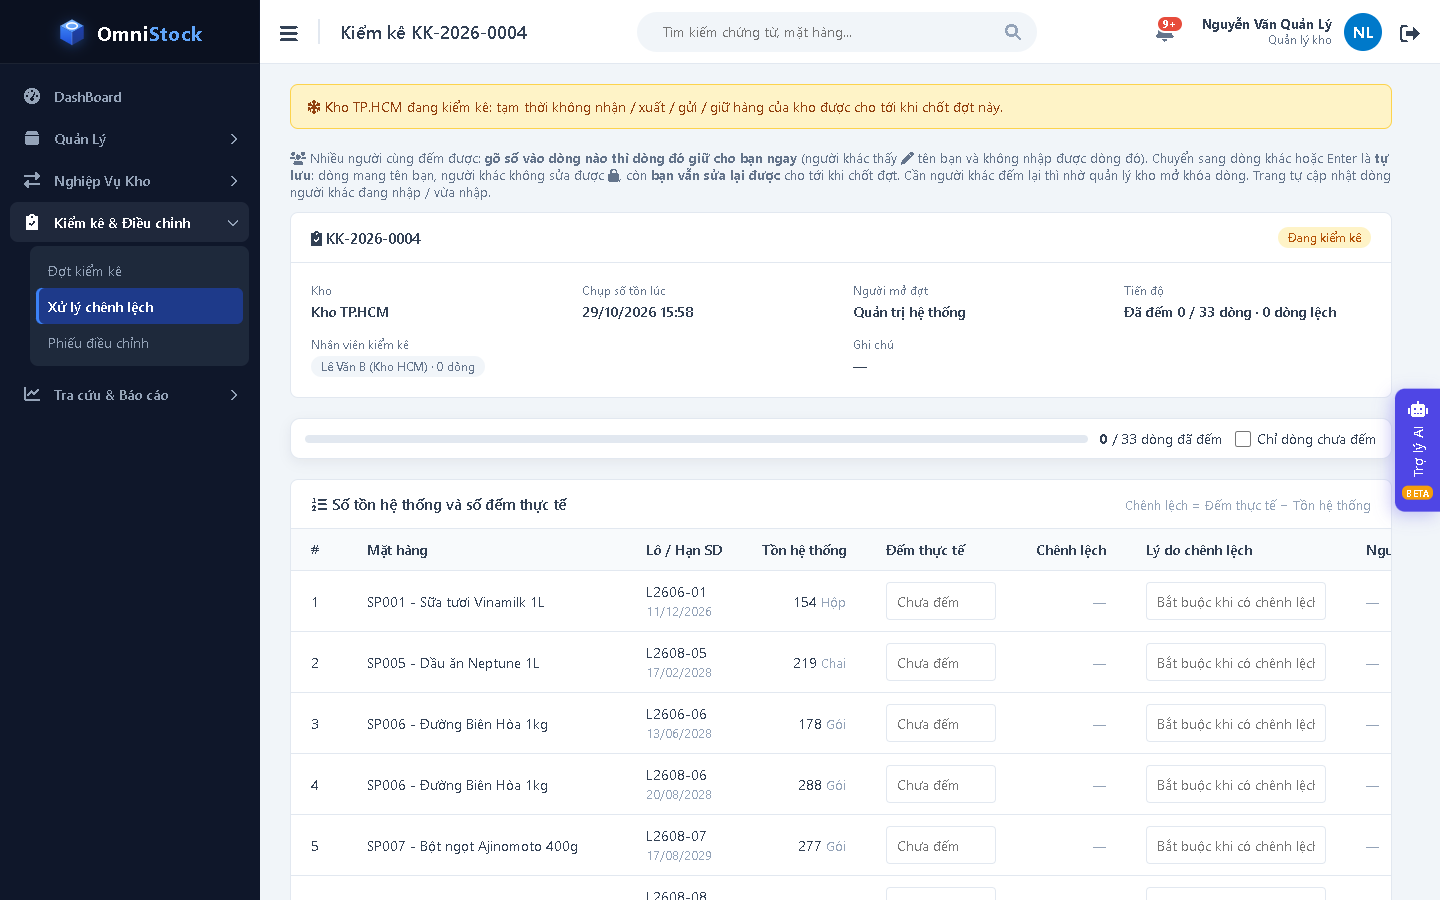 OmniStock
Kiểm kê KK-2026-0004
Tìm kiếm chứng từ, mặt hàng...
9+
Nguyễn Văn Quản Lý
Quản lý kho
NL
DashBoard
Quản Lý
Nghiệp Vụ Kho
Kiểm kê & Điều chỉnh
Đợt kiểm kê
Xử lý chênh lệch
Phiếu điều chỉnh
Tra cứu & Báo cáo
Kho TP.HCM đang kiểm kê: tạm thời không nhận / xuất / gửi / giữ hàng của kho được cho tới khi chốt đợt này.
Nhiều người cùng đếm được: gõ số vào dòng nào thì dòng đó giữ cho bạn ngay (người khác thấy tên bạn và không nhập được dòng đó). Chuyển sang dòng khác hoặc Enter là tự
lưu: dòng mang tên bạn, người khác không sửa được , còn bạn vẫn sửa lại được cho tới khi chốt đợt. Cần người khác đếm lại thì nhờ quản lý kho mở khóa dòng. Trang tự cập nhật dòng
người khác đang nhập / vừa nhập.
KK-2026-0004
Đang kiểm kê
Kho
Chụp số tồn lúc
Người mở đợt
Tiến độ
Kho TP.HCM
29/10/2026 15:58
Quản trị hệ thống
Đã đếm 0 / 33 dòng · 0 dòng lệch
Nhân viên kiểm kê
Ghi chú
Lê Văn B (Kho HCM) · 0 dòng
—
0 / 33 dòng đã đếm
Chỉ dòng chưa đếm
Trợ lý AI
BETA
Số tồn hệ thống và số đếm thực tế
Chênh lệch = Đếm thực tế − Tồn hệ thống
# Mặt hàng Lô / Hạn SD Tồn hệ thống Đếm thực tế Chênh lệch Lý do chênh lệch Ngư
1 SP001 - Sữa tươi Vinamilk 1L L2606-01 154 Hộp Chưa đếm — Bắt buộc khi có chênh lệch —
11/12/2026
2 SP005 - Dầu ăn Neptune 1L L2608-05 219 Chai Chưa đếm — Bắt buộc khi có chênh lệch —
17/02/2028
3 SP006 - Đường Biên Hòa 1kg L2606-06 178 Gói Chưa đếm — Bắt buộc khi có chênh lệch —
13/06/2028
4 SP006 - Đường Biên Hòa 1kg L2608-06 288 Gói Chưa đếm — Bắt buộc khi có chênh lệch —
20/08/2028
5 SP007 - Bột ngọt Ajinomoto 400g L2608-07 277 Gói Chưa đếm — Bắt buộc khi có chênh lệch —
17/08/2029
L2608-08